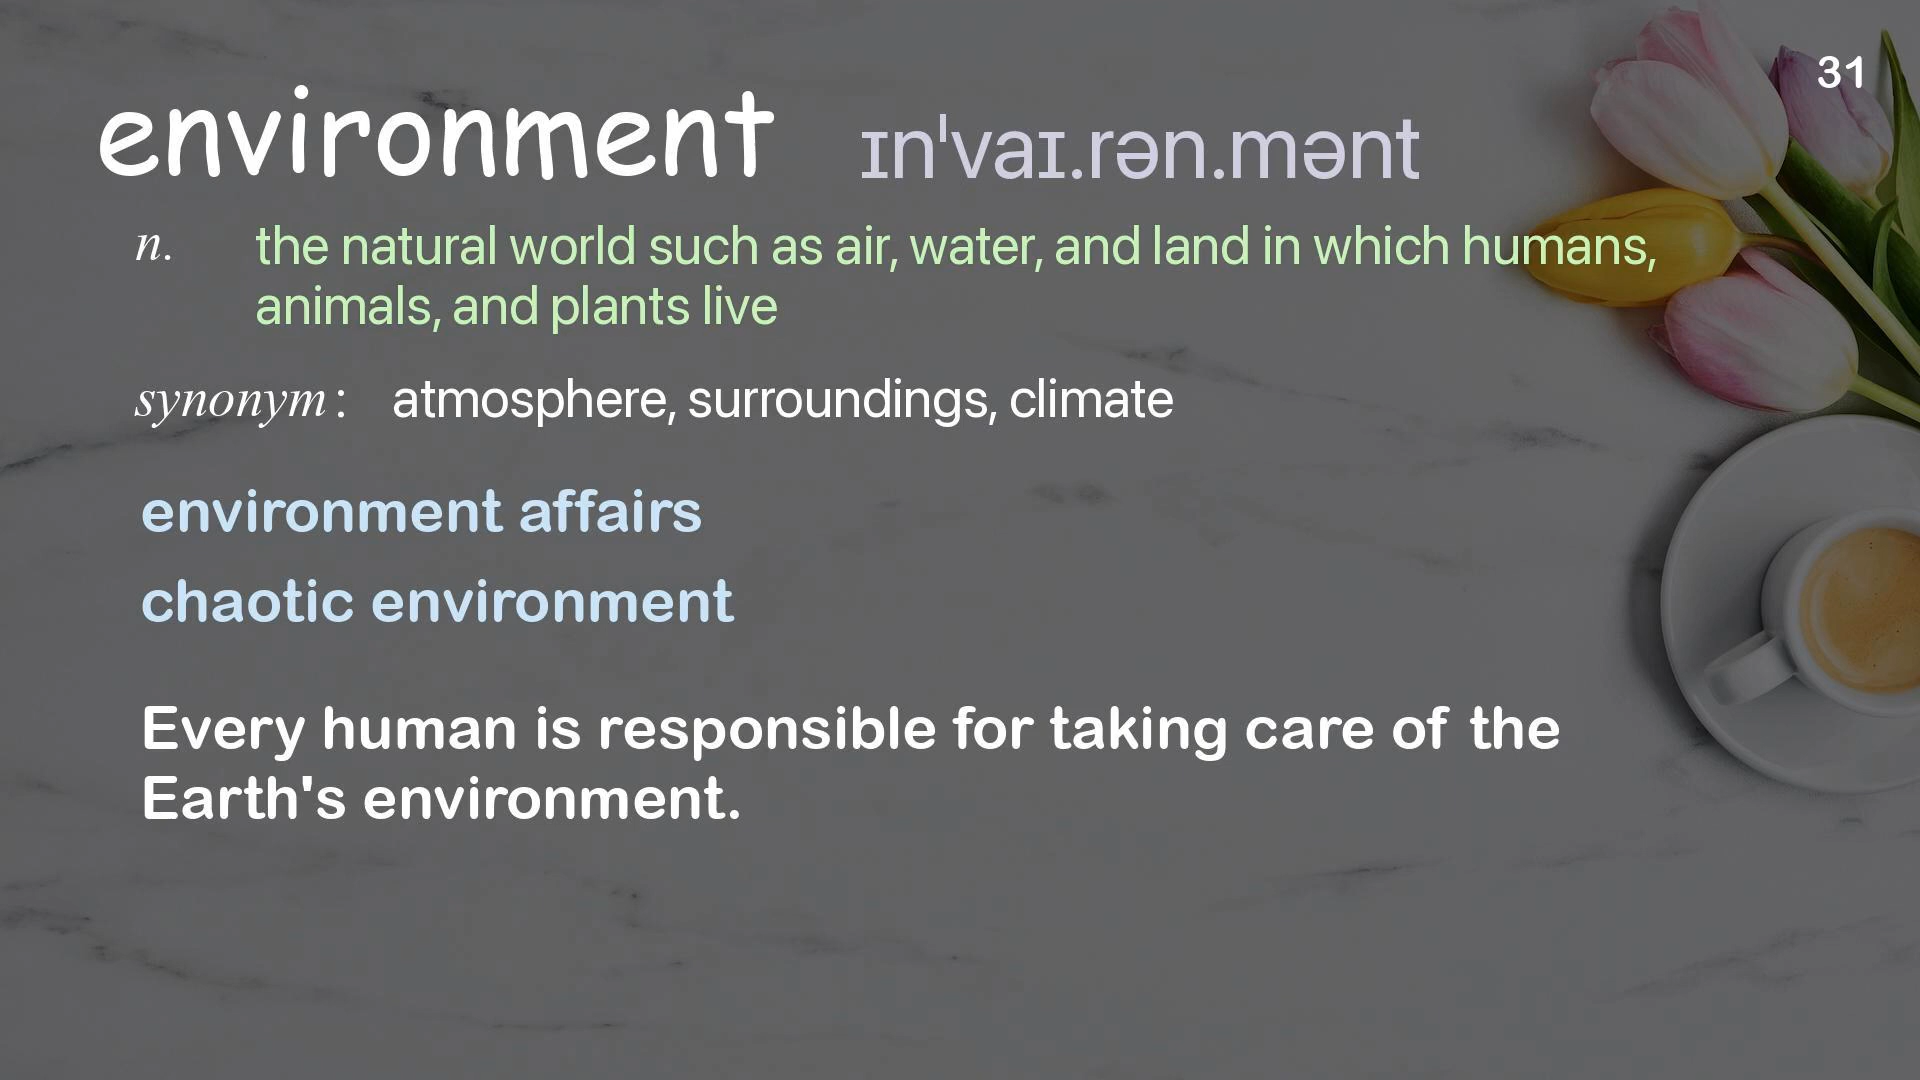 31
environment ɪnˈvaɪ.rən.mənt
n. the natural world such as air, water, and land in which humans,
animals, and plants live
synonym: atmosphere, surroundings, climate
environment affairs
chaotic environment
Every human is responsible for taking care of the
Earth's environment.